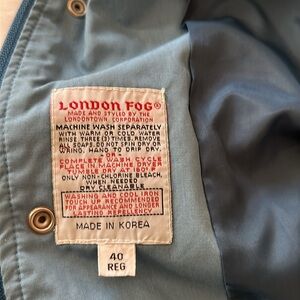 LONDON FOG®
MADE AND STYLED BY THE
LONDONTOWN CORPORATION
MACHINE WASH SEPARATELY
WITH WARM OR COLD WATER
RINSE THREE(3)TIMES. REMOVE
ALL SOAPS. DO NOT SPIN DRY OR
WRING. HANG TO DRIP DRY.
-OR-
COMPLETE WASH CYCLE
PLACE IN MACHINE DRYER
TUMBLE DRY AT 160°F
ONLY NON-CHLORINE BLEACH,
WHEN NEEDED
DRY CLEANABLE
WASHING AND COOL IRON
TOUCH UP RECOMMENDED
FOR APPEARANCE AND LONGER
LASTING REPELLENCY
MADE IN KOREA
40
REG